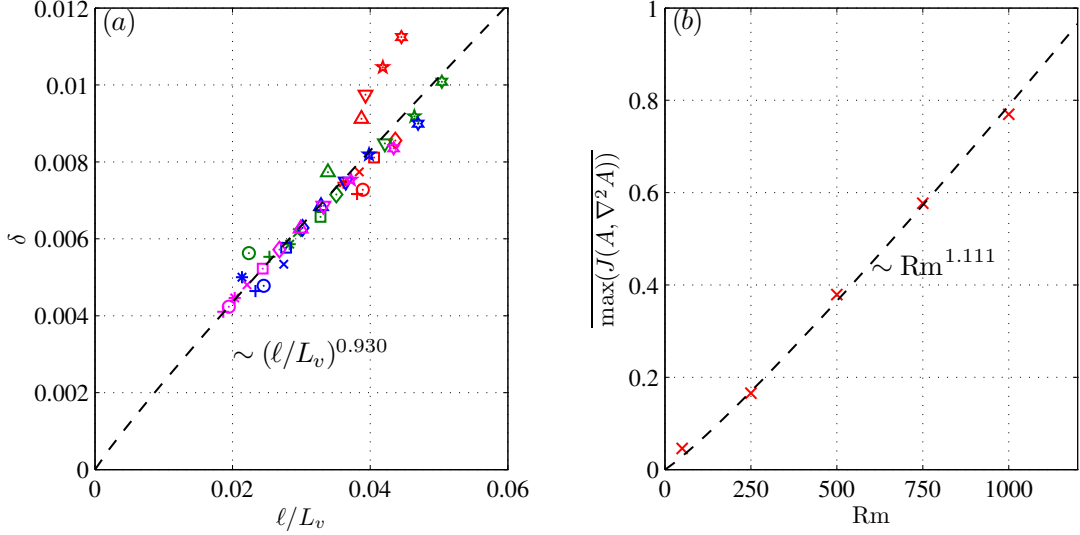 (a)
0.012
0.01
0.008
0.006
0.004
0.002
0
δ
∼ (ℓ/L_v)^0.930
0 0.02 0.04 0.06
ℓ/L_v
(b)
1
0.8
0.6
0.4
0.2
0
max(J(A, ∇²A))
∼ Rm^1.111
0 250 500 750 1000
Rm